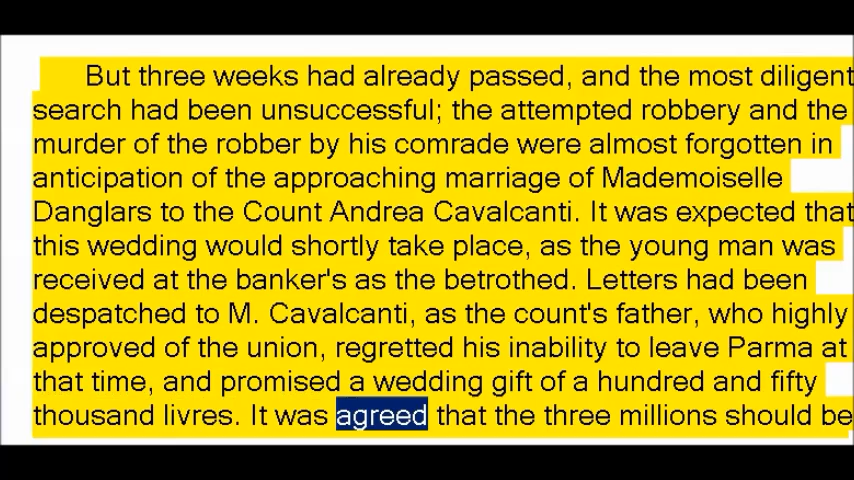 But three weeks had already passed, and the most diligent
search had been unsuccessful; the attempted robbery and the
murder of the robber by his comrade were almost forgotten in
anticipation of the approaching marriage of Mademoiselle
Danglars to the Count Andrea Cavalcanti. It was expected that
this wedding would shortly take place, as the young man was
received at the banker's as the betrothed. Letters had been
despatched to M. Cavalcanti, as the count's father, who highly
approved of the union, regretted his inability to leave Parma at
that time, and promised a wedding gift of a hundred and fifty
thousand livres. It was agreed that the three millions should be